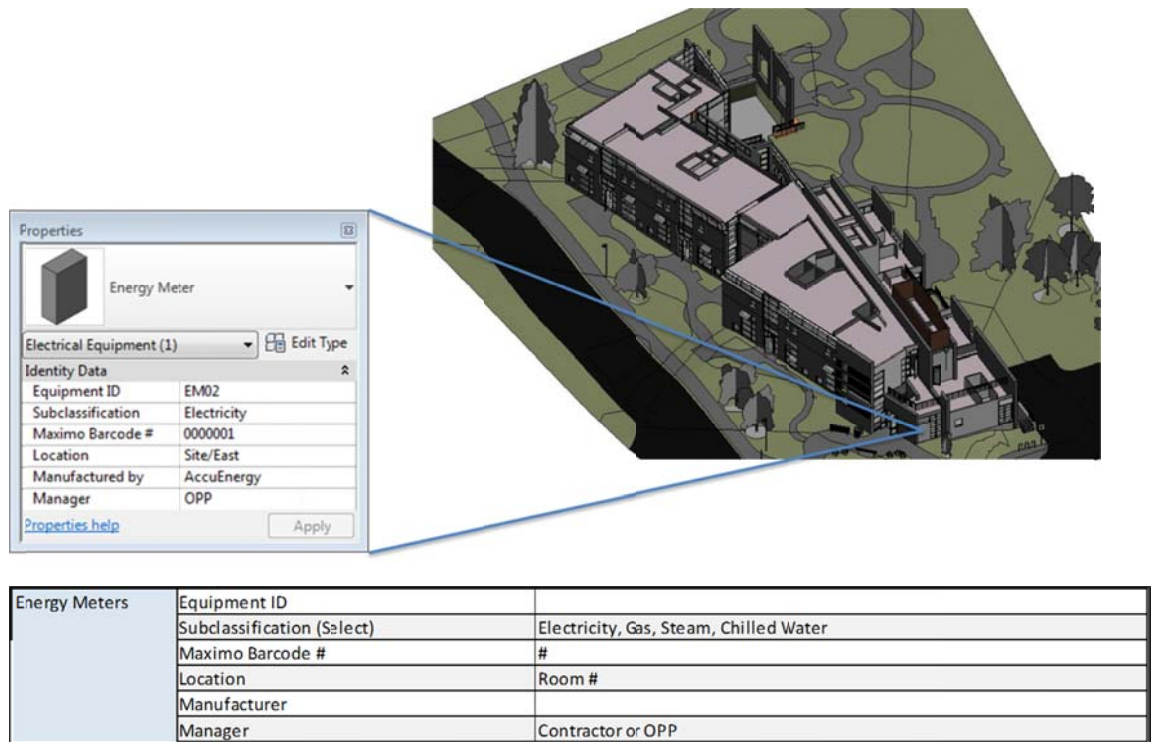 Properties
Energy Meter
Electrical Equipment (1) Edit Type
Identity Data
Equipment ID EM02
Subclassification Electricity
Maximo Barcode # 0000001
Location Site/East
Manufactured by AccuEnergy
Manager OPP
Properties help Apply
Energy Meters Equipment ID
Subclassification (Select) Electricity, Gas, Steam, Chilled Water
Maximo Barcode # #
Location Room #
Manufacturer
Manager Contractor or OPP